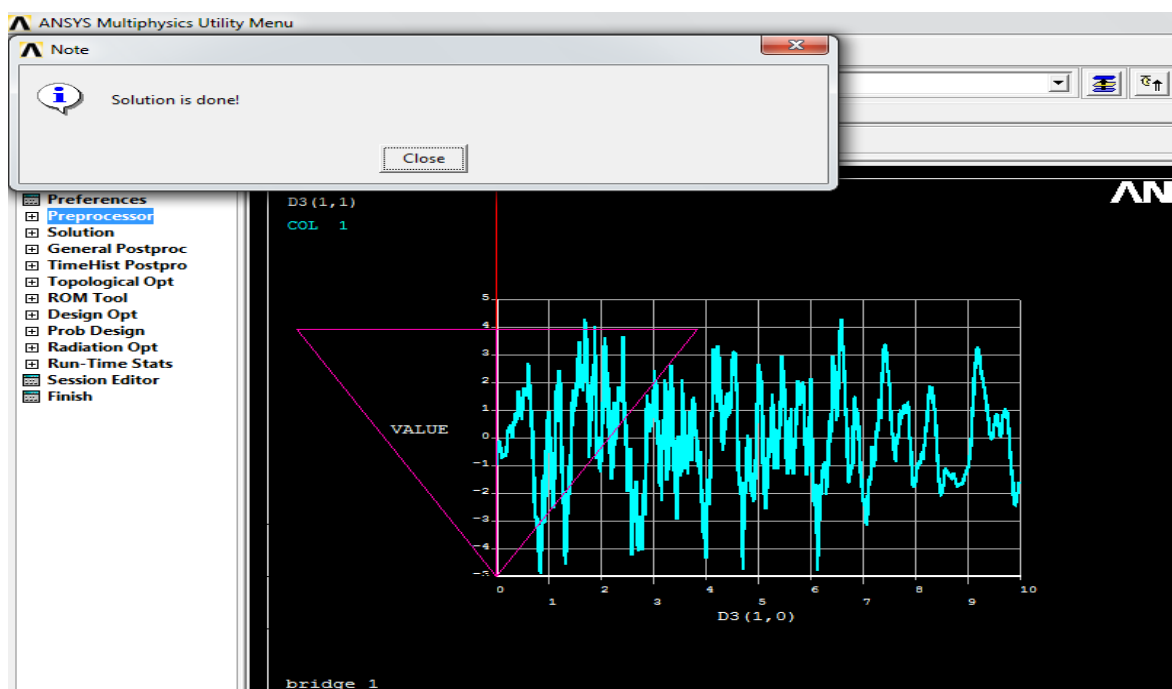 ANSYS Multiphysics Utility Menu
Note
Solution is done!
Close
Preferences
Preprocessor
Solution
General Postproc
TimeHist Postpro
Topological Opt
ROM Tool
Design Opt
Prob Design
Radiation Opt
Run-Time Stats
Session Editor
Finish
D3(1,1)
COL 1
AN
VALUE
5
4
3
2
1
0
-1
-2
-3
-4
-5
0
1
2
3
4
5
6
7
8
9
10
D3(1,0)
bridge 1